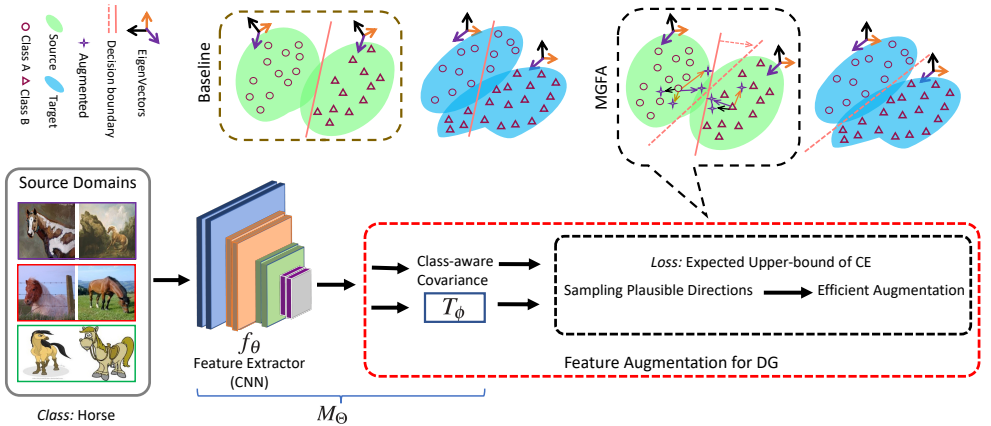 Class A
Class B
Source
Target
Augmented
Decision boundary
EigenVectors
Baseline
MGFA
Source Domains
Class: Horse
fθ
Feature Extractor
(CNN)
MΘ
Class-aware
Covariance
Tϕ
Loss: Expected Upper-bound of CE
Sampling Plausible Directions
Efficient Augmentation
Feature Augmentation for DG